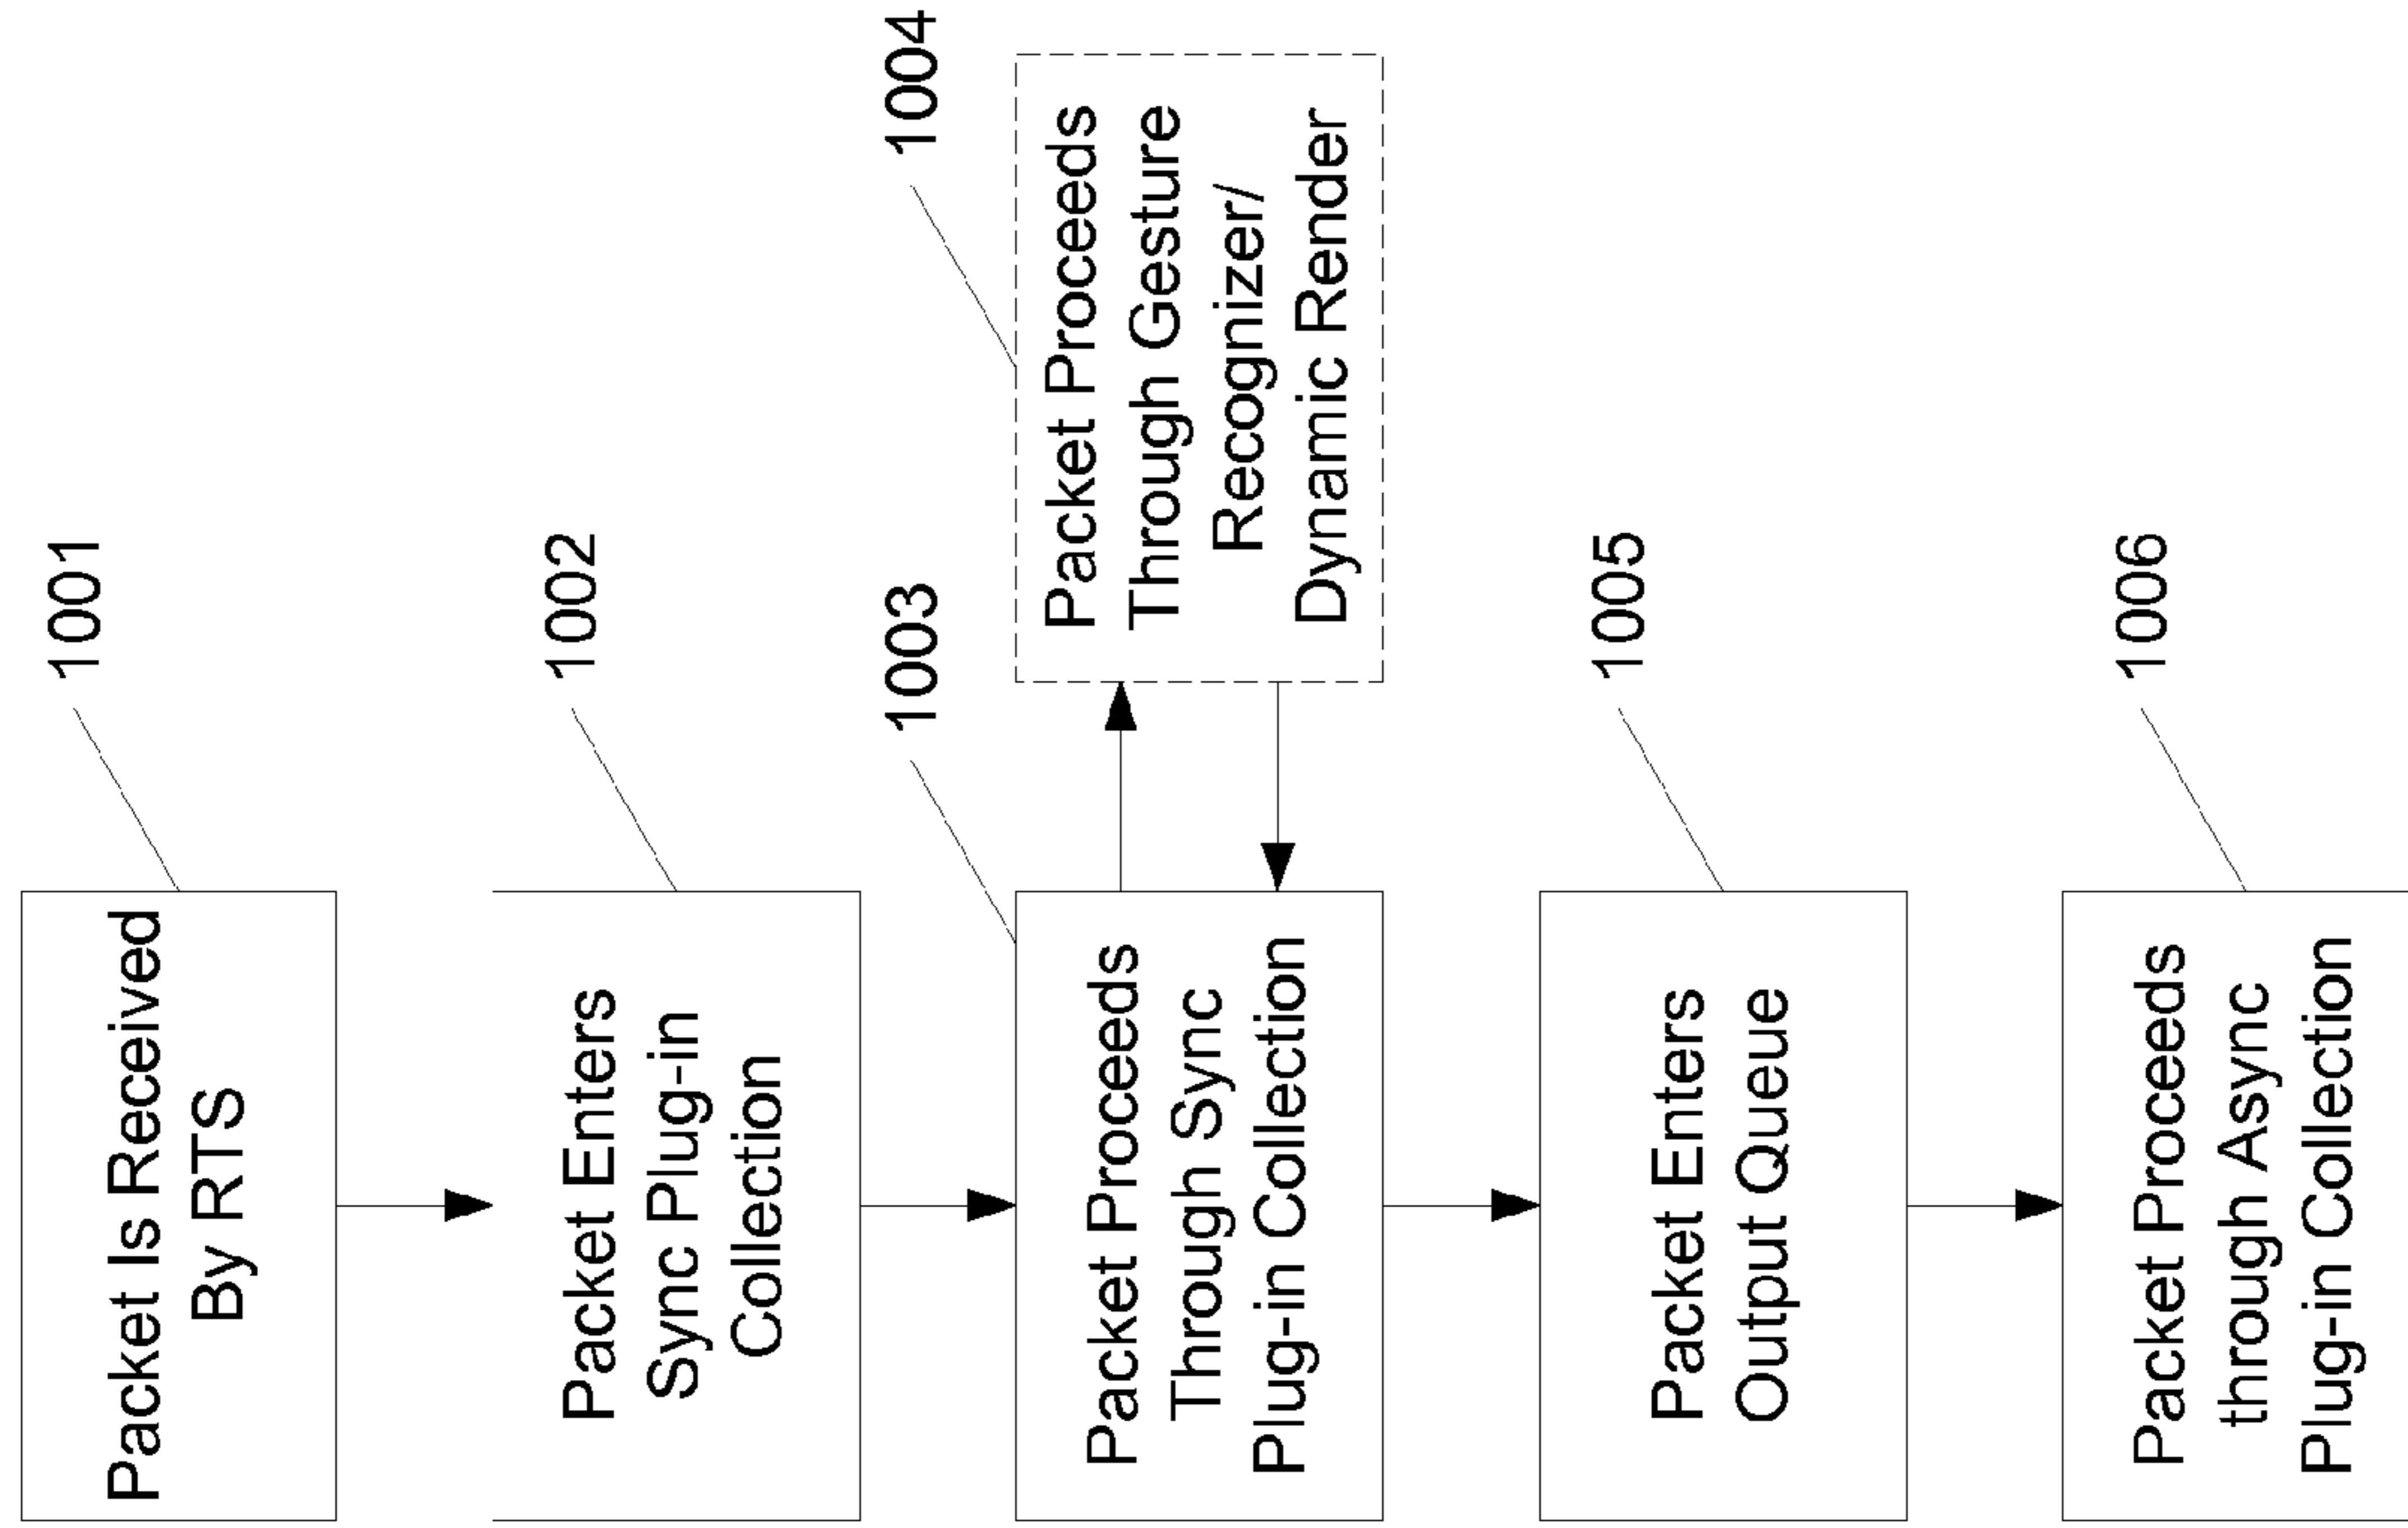 1001
Packet Is Received
By RTS
1002
Packet Enters
Sync Plug-in
Collection
1003
Packet Proceeds
Through Sync
Plug-in Collection
1004
Packet Proceeds
Through Gesture
Recognizer/
Dynamic Render
1005
Packet Enters
Output Queue
1006
Packet Proceeds
through Async
Plug-in Collection